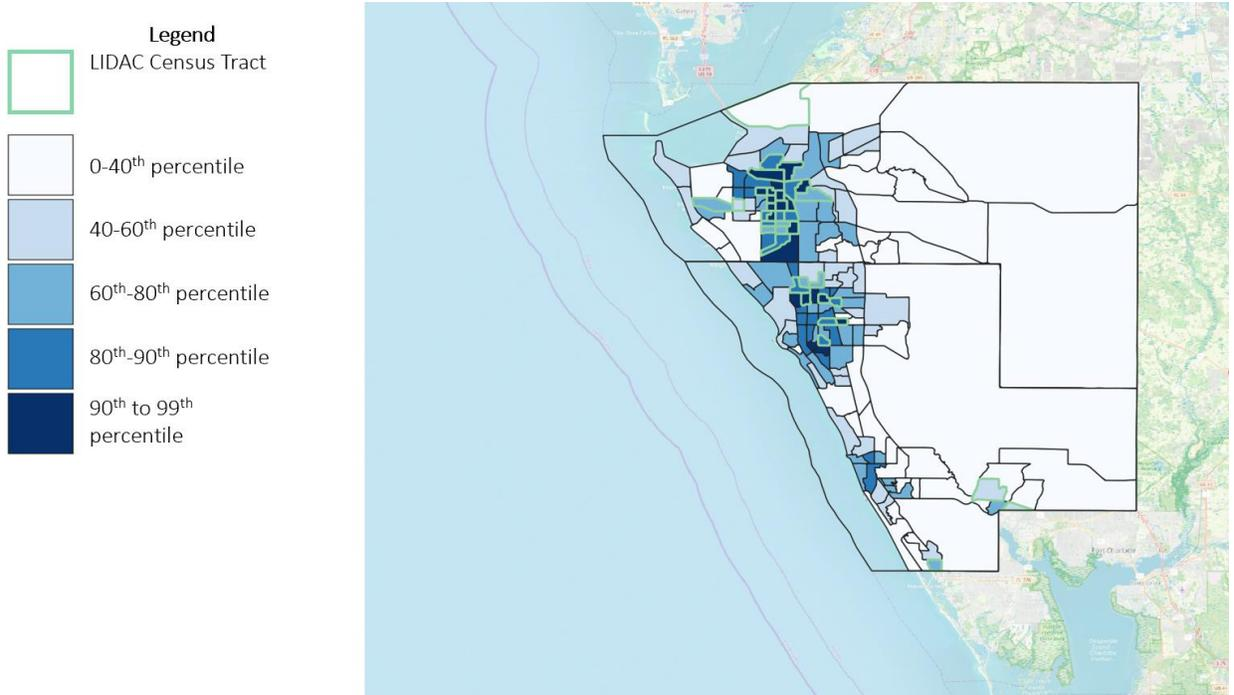 Legend
LIDAC Census Tract
0-40th percentile
40-60th percentile
60th-80th percentile
80th-90th percentile
90th to 99th
percentile